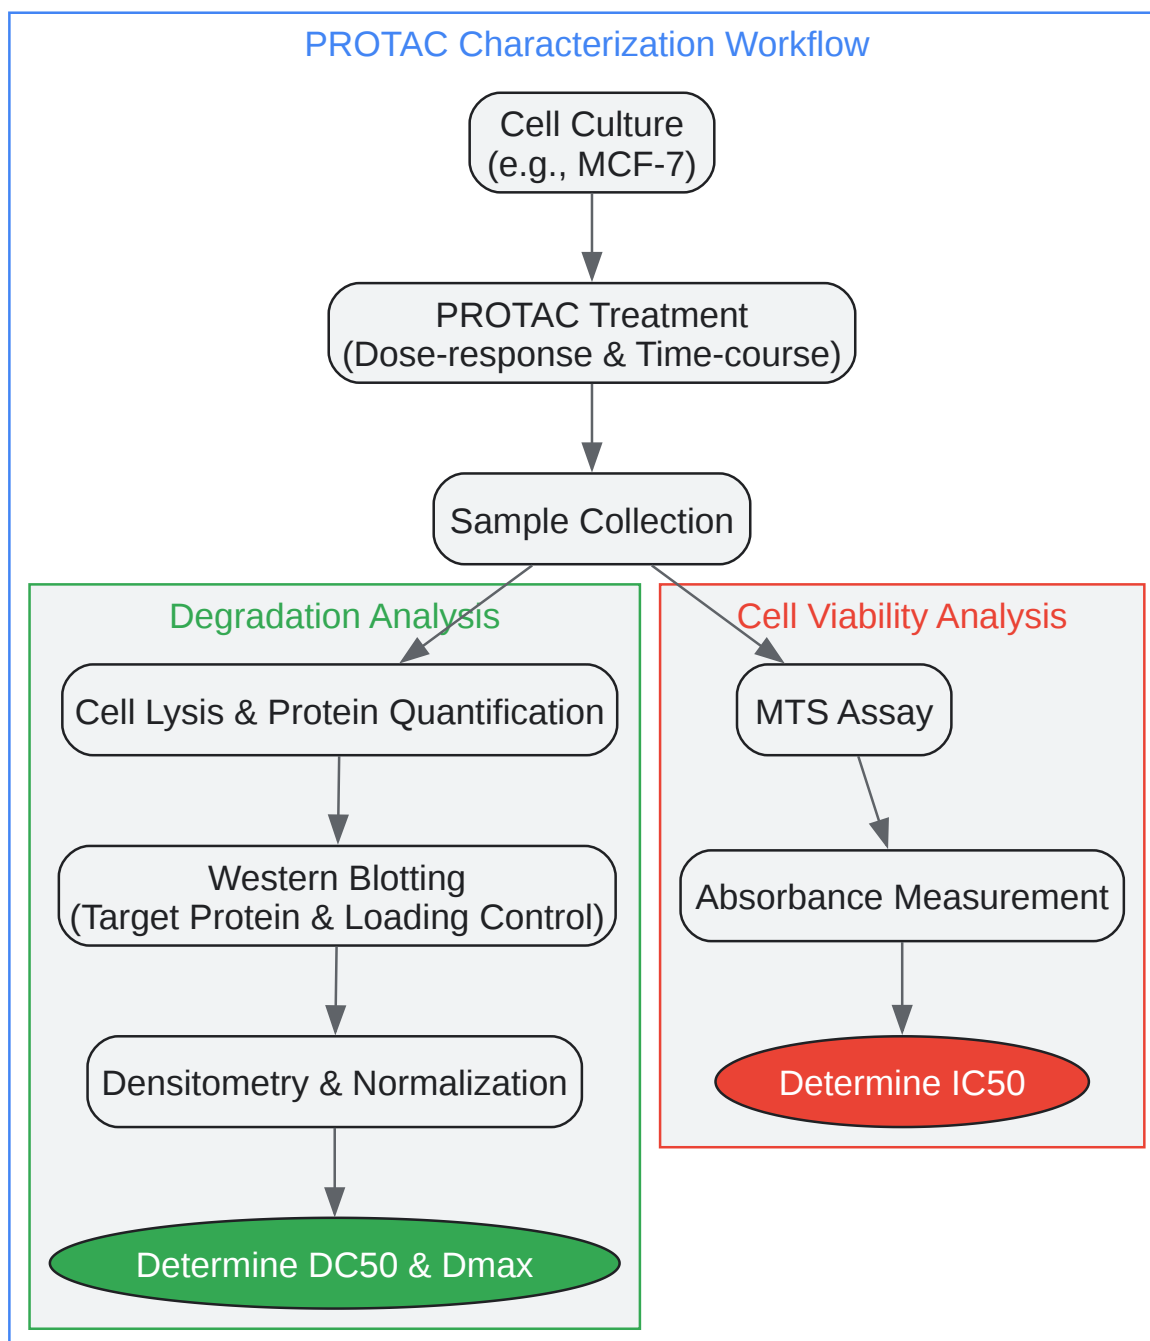 PROTAC Characterization Workflow
Cell Culture
(e.g., MCF-7)
PROTAC Treatment
(Dose-response & Time-course)
Sample Collection
Degradation Analysis
Cell Lysis & Protein Quantification
Western Blotting
(Target Protein & Loading Control)
Densitometry & Normalization
Determine DC50 & Dmax
Cell Viability Analysis
MTS Assay
Absorbance Measurement
Determine IC50